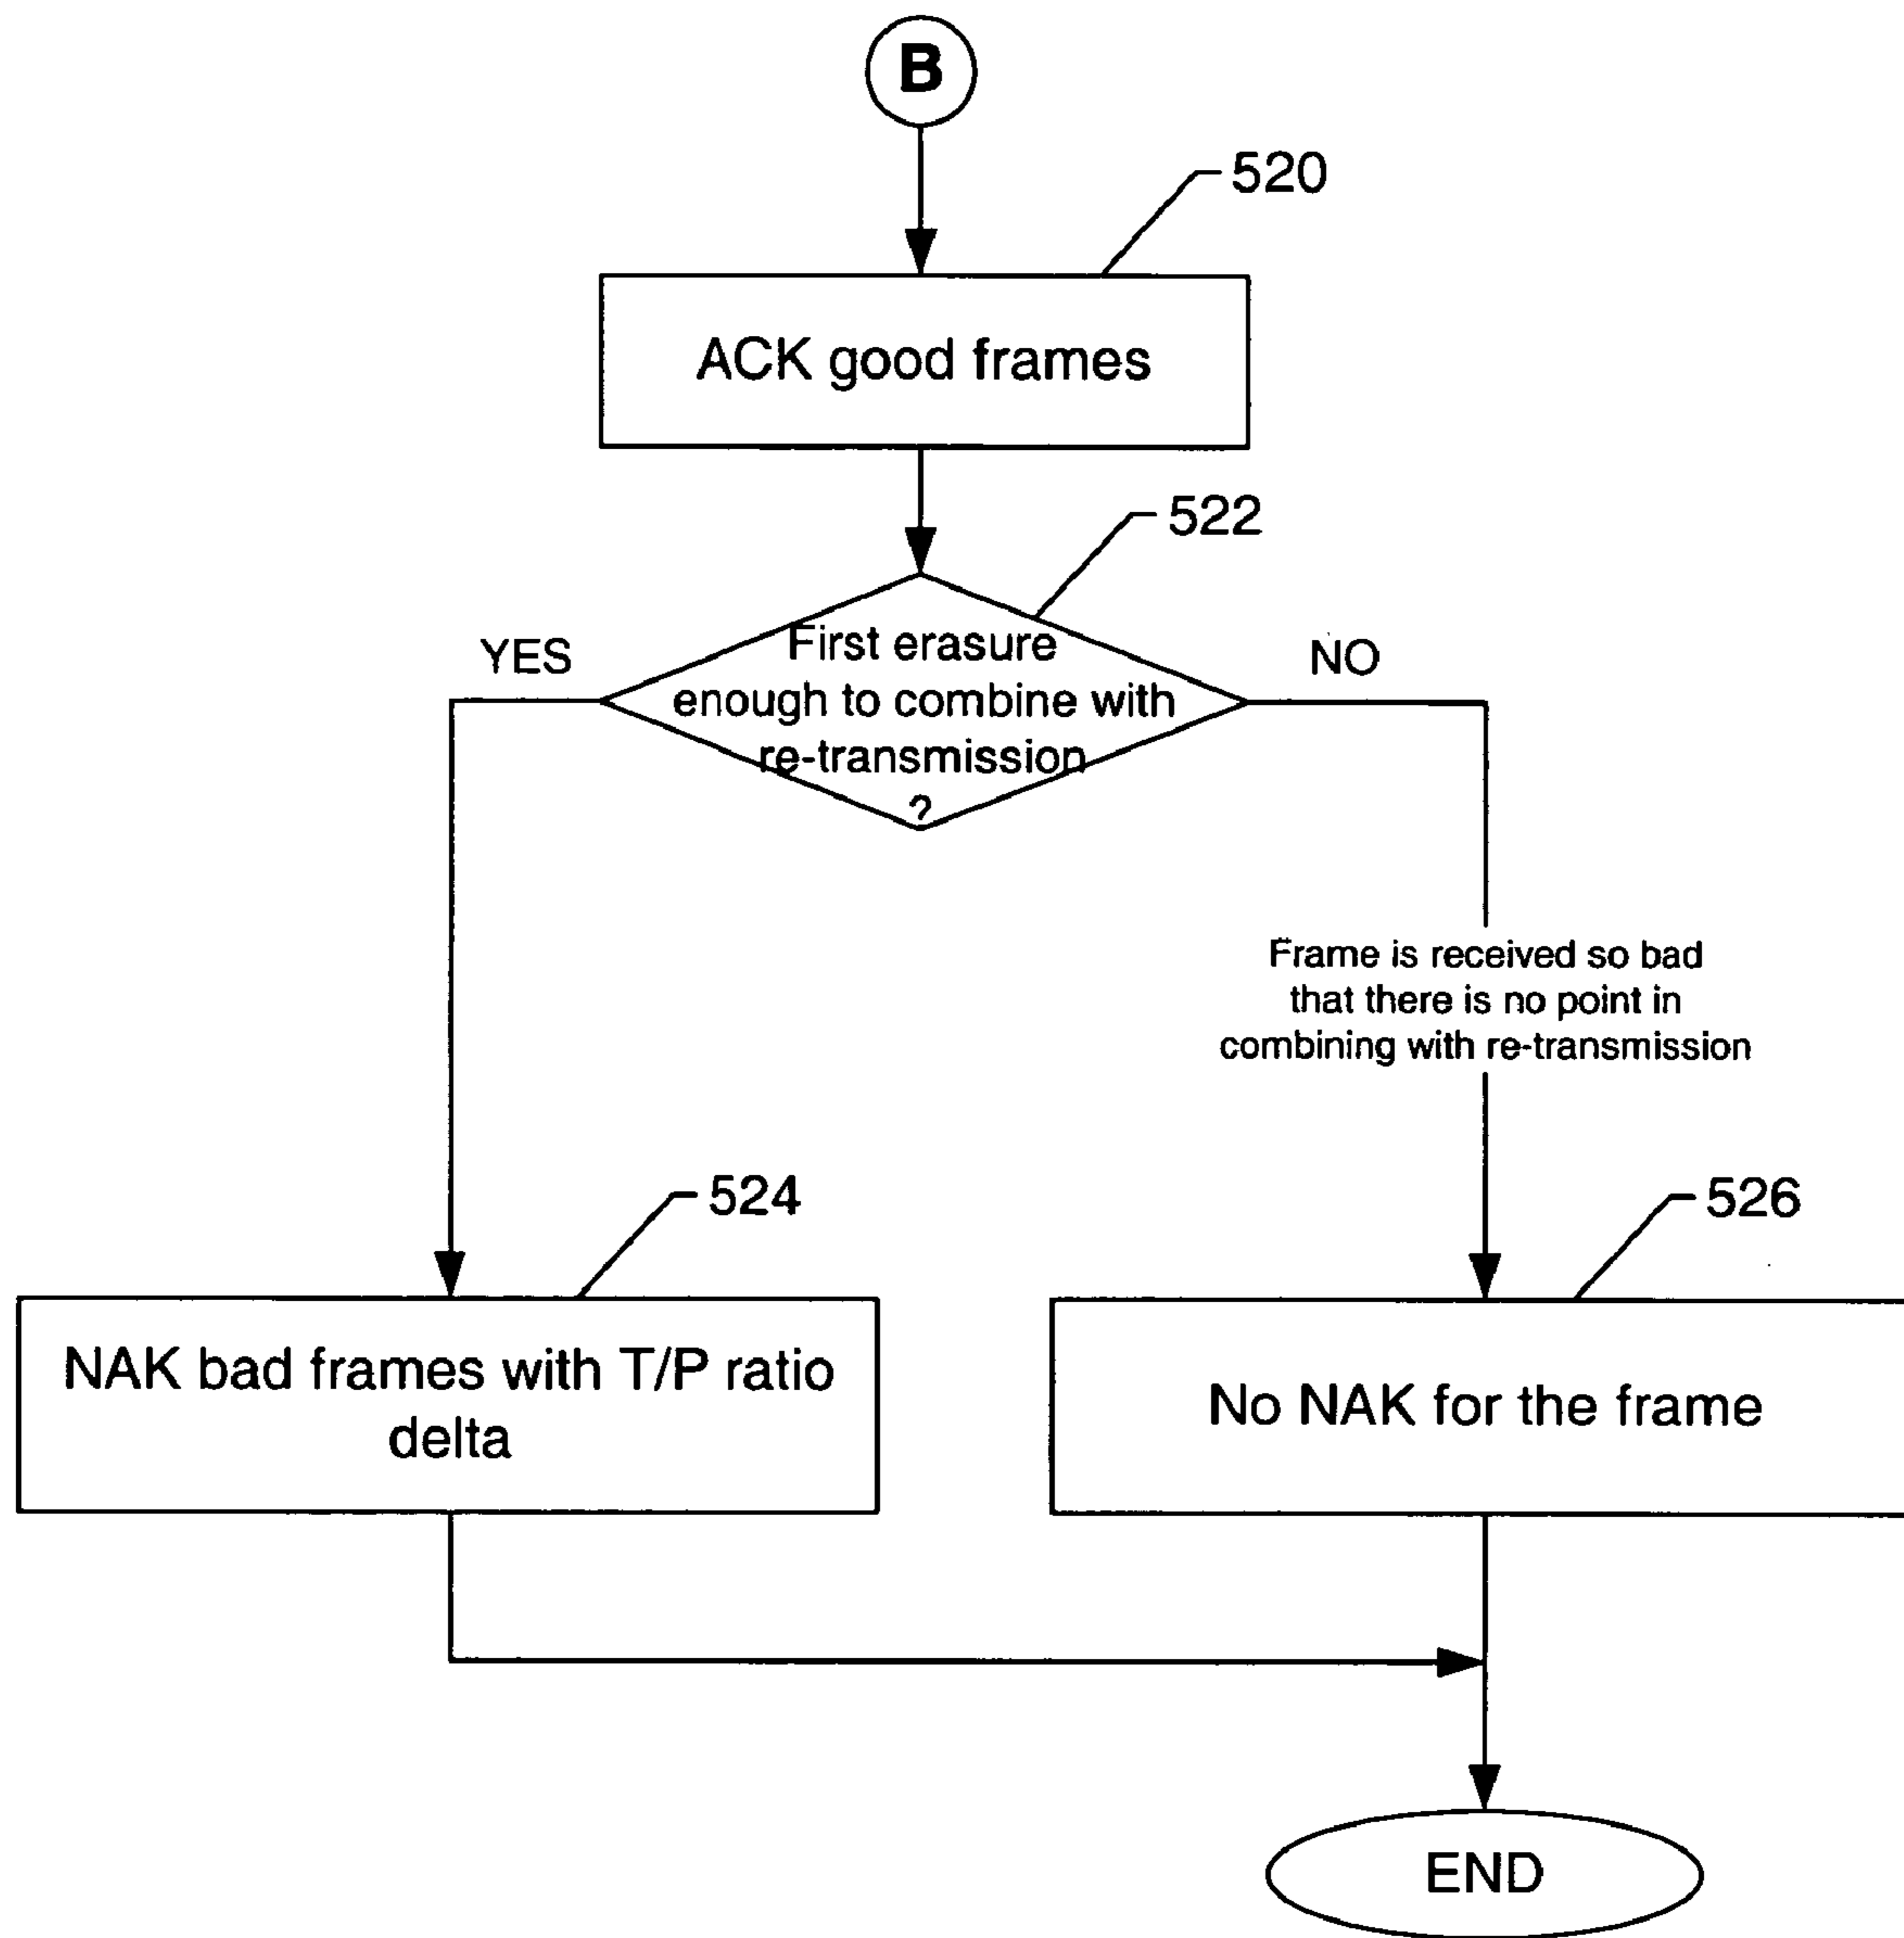 B
520
ACK good frames
522
YES
First erasure
NO
enough to combine with
re-transmission
?
Frame is received so bad
that there is no point in
combining with re-transmission
524
526
NAK bad frames with T/P ratio
delta
No NAK for the frame
END